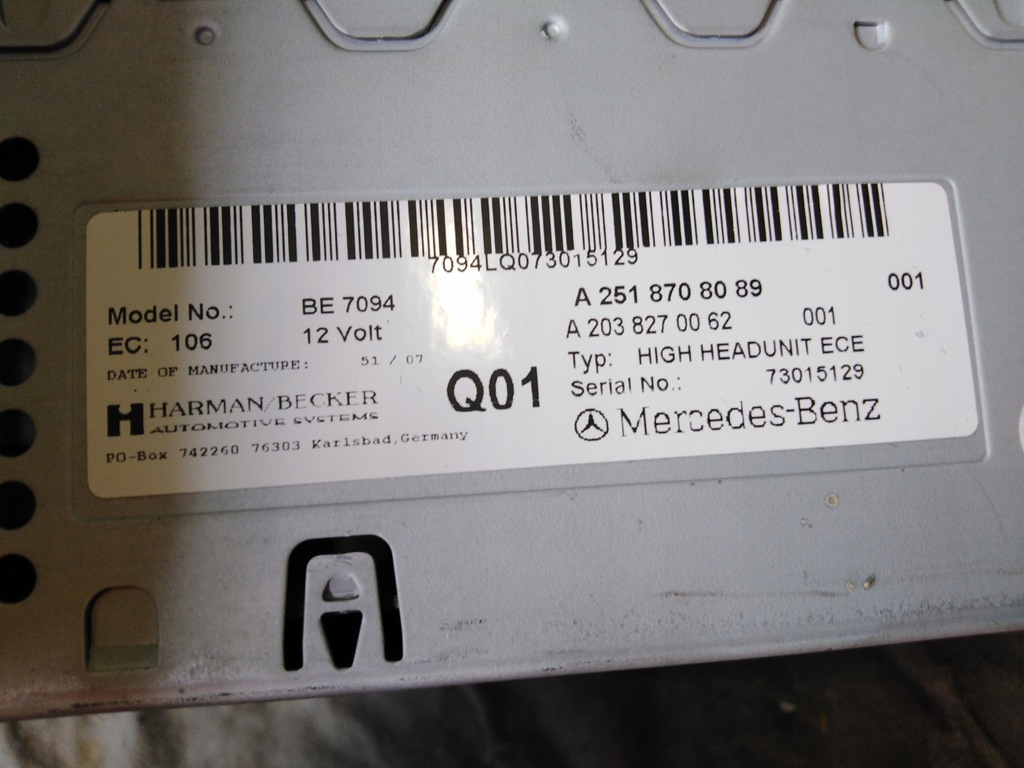 7094LQ073015129
Model No.: BE 7094
EC: 106 12 Volt
DATE OF MANUFACTURE: 51 / 07
HARMAN/BECKER
AUTOMOTIVE SYSTEMS
PO-Box 742260 76303 Karlsbad,Germany
Q01
A 251 870 80 89 001
A 203 827 00 62 001
Typ: HIGH HEADUNIT ECE
Serial No.: 73015129
Mercedes-Benz